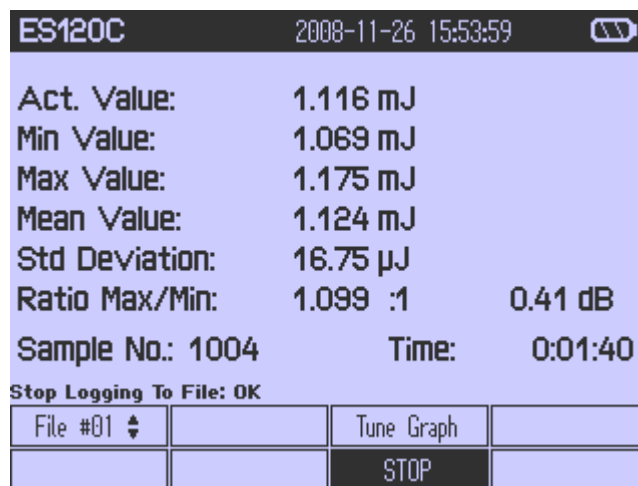 ES120C 2008-11-26 15:53:59
Act. Value: 1.116 mJ
Min Value: 1.069 mJ
Max Value: 1.175 mJ
Mean Value: 1.124 mJ
Std Deviation: 16.75 µJ
Ratio Max/Min: 1.099 :1 0.41 dB
Sample No.: 1004 Time: 0:01:40
Stop Logging To File: OK
File #01 Tune Graph
STOP